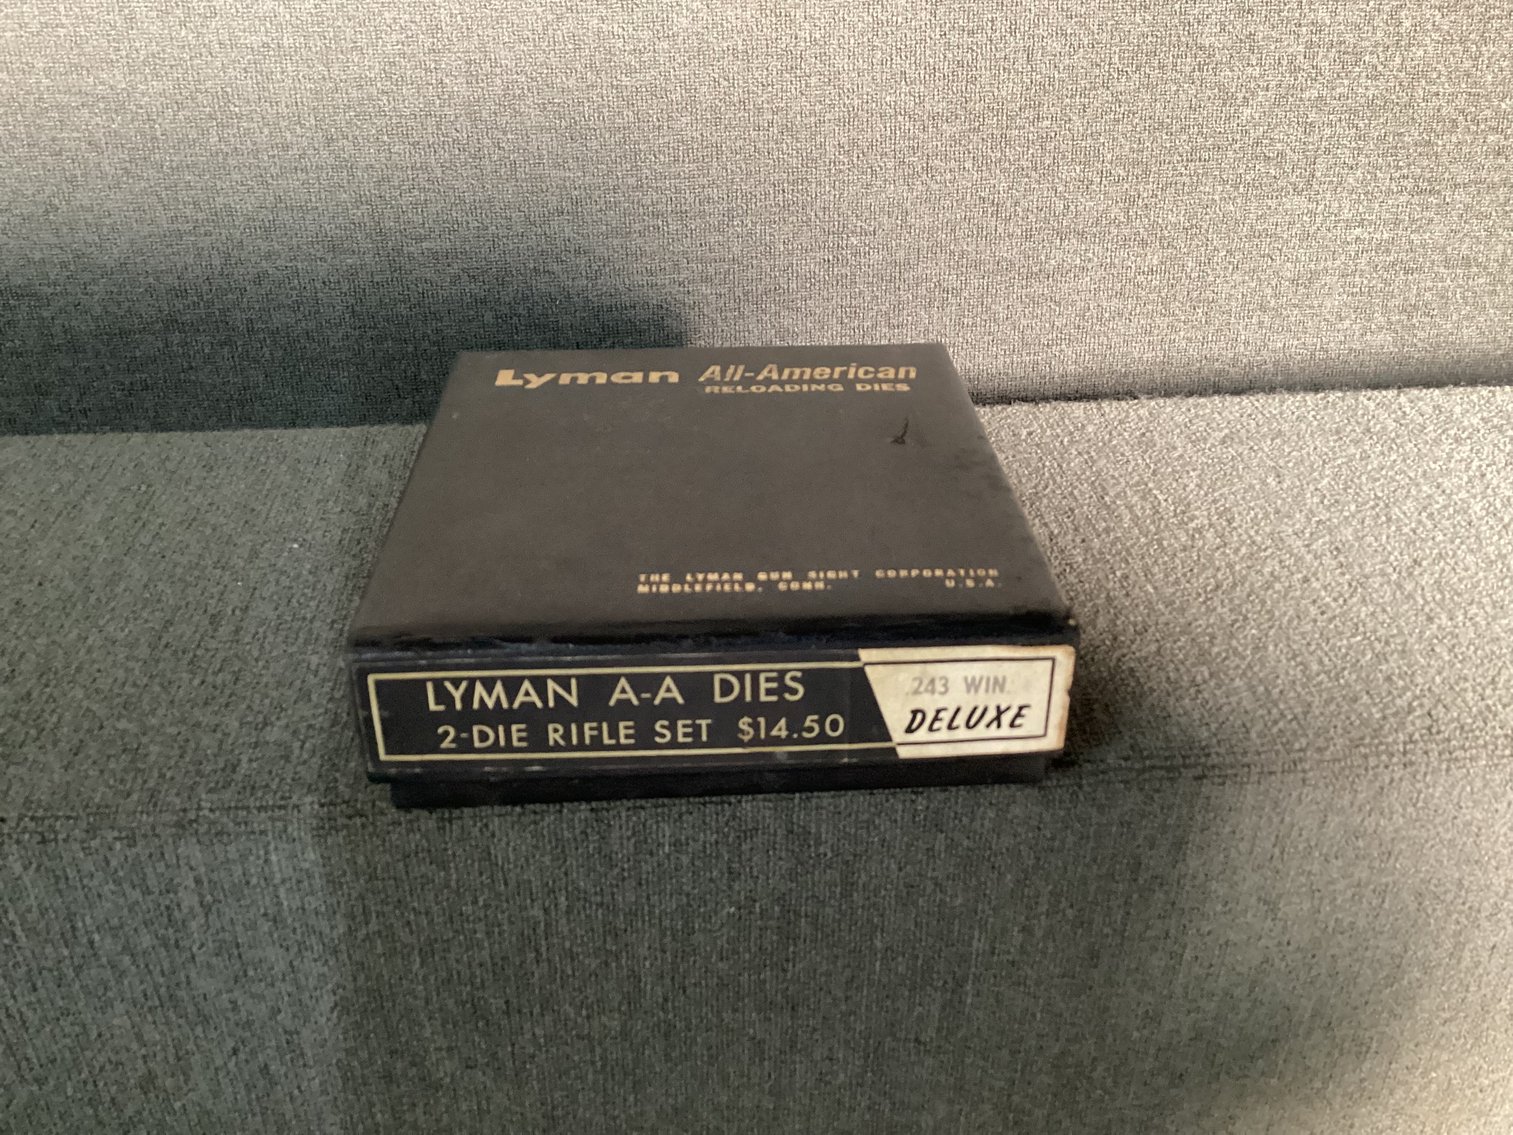 Lyman All-American
RELOADING DIES
THE LYMAN GUN SIGHT CORPORATION
MIDDLEFIELD, CONN. U.S.A.
LYMAN A-A DIES
2-DIE RIFLE SET $14.50
.243 WIN.
DELUXE